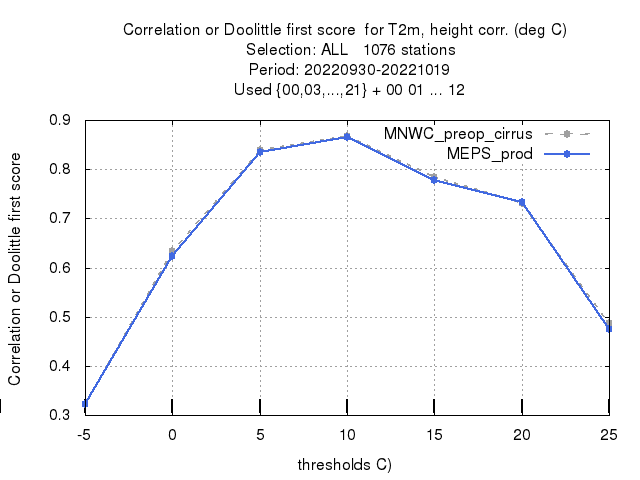 Correlation or Doolittle first score  for T2m, height corr. (deg C)
Selection: ALL   1076 stations
Period: 20220930-20221019
Used {00,03,...,21} + 00 01 ... 12
MNWC_preop_cirrus
MEPS_prod
Correlation or Doolittle first score
0.9
0.8
0.7
0.6
0.5
0.4
0.3
-5 0 5 10 15 20 25
thresholds C)